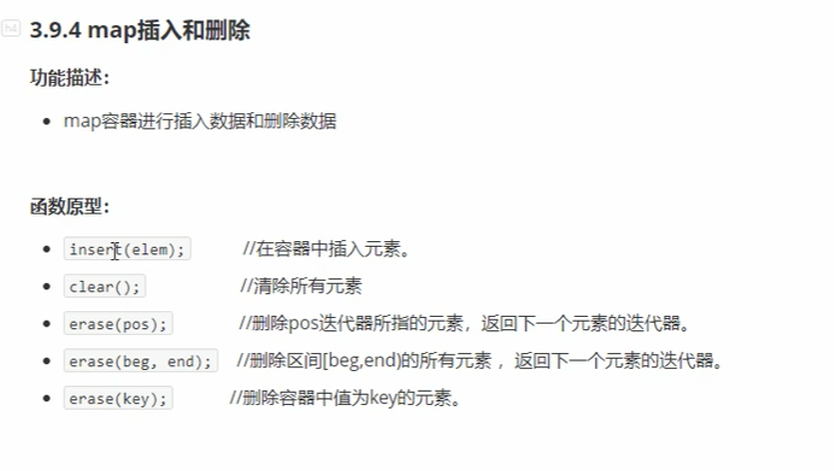 h4
3.9.4 map插入和删除
功能描述：
• map容器进行插入数据和删除数据
函数原型：
• insert(elem); //在容器中插入元素。
• clear(); //清除所有元素
• erase(pos); //删除pos迭代器所指的元素，返回下一个元素的迭代器。
• erase(beg, end); //删除区间[beg,end)的所有元素 ，返回下一个元素的迭代器。
• erase(key); //删除容器中值为key的元素。